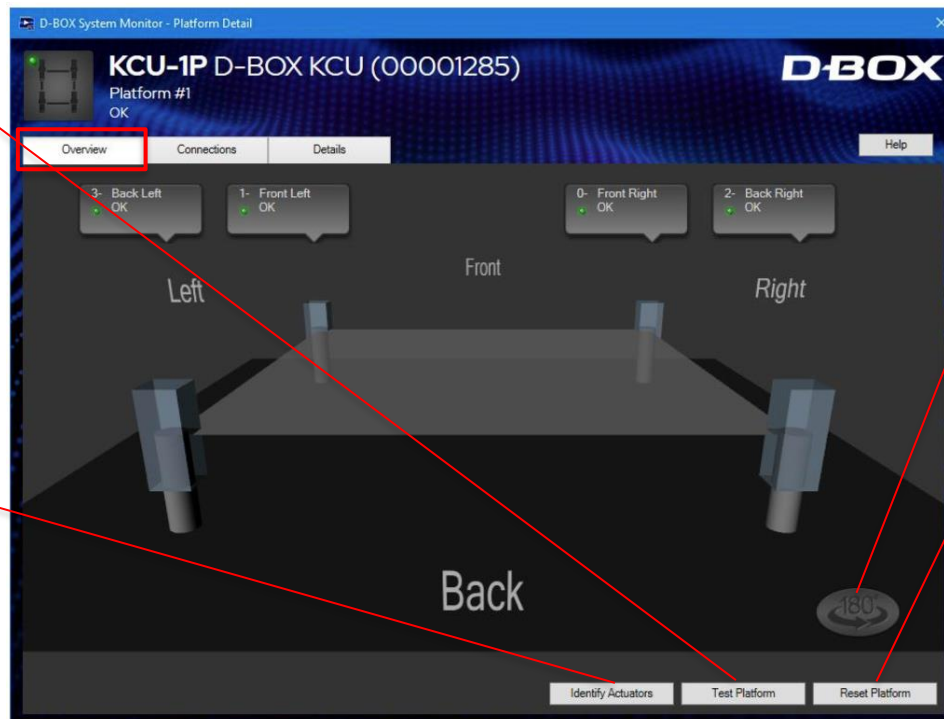 D-BOX System Monitor - Platform Detail
KCU-1P D-BOX KCU (00001285)
D-BOX
Platform #1
OK
Overview
Connections
Details
Help
3- Back Left
OK
1- Front Left
OK
0- Front Right
OK
2- Back Right
OK
Front
Left
Right
Back
180°
Identify Actuators
Test Platform
Reset Platform